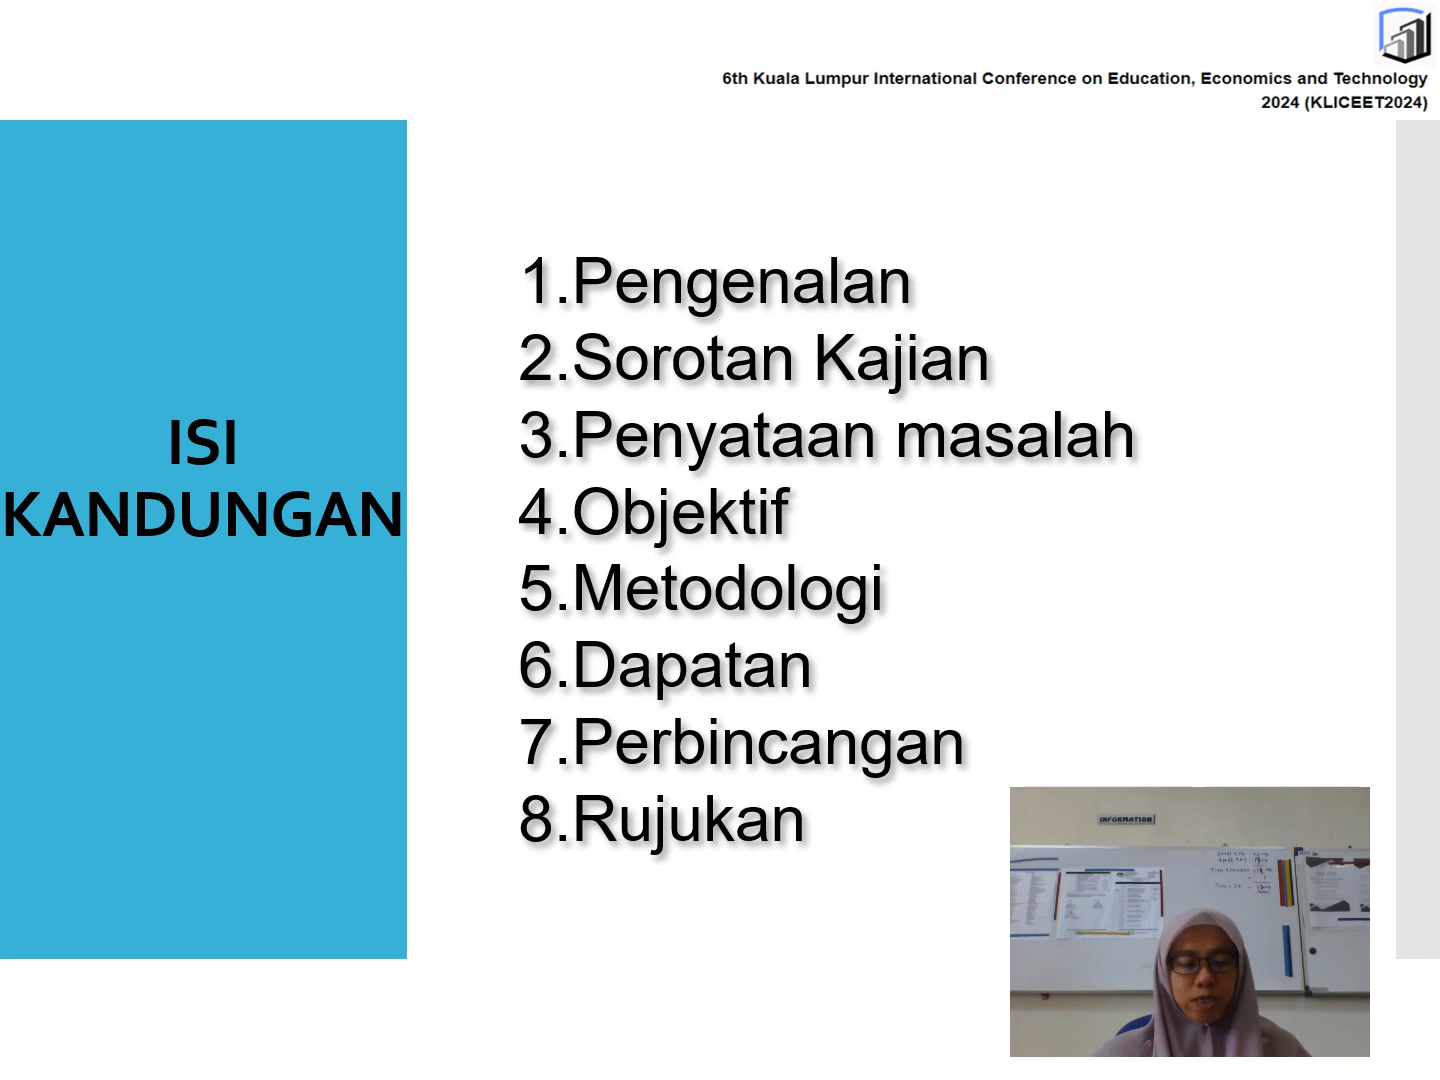 6th Kuala Lumpur International Conference on Education, Economics and Technology
2024 (KLICEET2024)
ISI
KANDUNGAN
1.Pengenalan
2.Sorotan Kajian
3.Penyataan masalah
4.Objektif
5.Metodologi
6.Dapatan
7.Perbincangan
8.Rujukan
INFORMATION